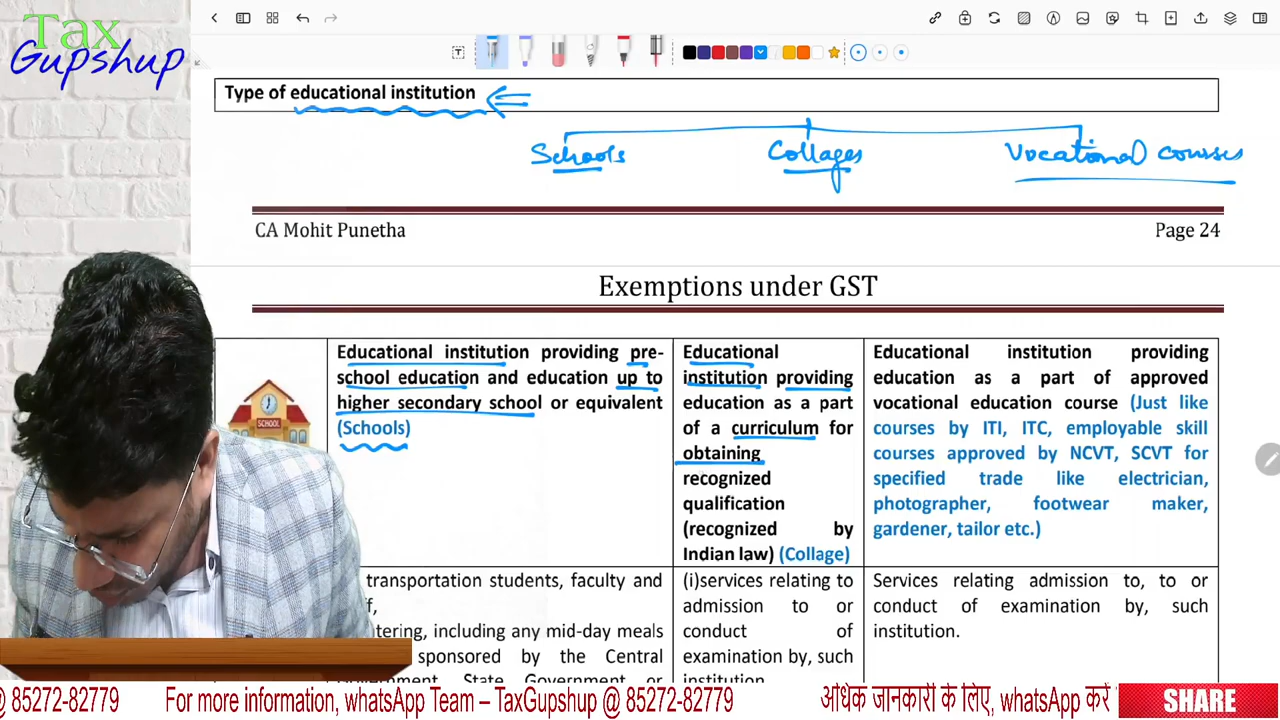 Tax
Gupshup
Type of educational institution
Schools
Collages
Vocational courses
CA Mohit Punetha
Page 24
Exemptions under GST
SCHOOL
Educational institution providing pre-
school education and education up to
higher secondary school or equivalent
(Schools)
Educational
institution providing
education as a part
of a curriculum for
obtaining
recognized
qualification
(recognized by
Indian law) (Collage)
Educational institution providing
education as a part of approved
vocational education course (Just like
courses by ITI, ITC, employable skill
courses approved by NCVT, SCVT for
specified trade like electrician,
photographer, footwear maker,
gardener, tailor etc.)
transportation students, faculty and
including any mid-day meals
sponsored by the Central
Government, State Government or
(i)services relating to
admission to or
conduct of
examination by, such
institution
Services relating admission to, to or
conduct of examination by, such
institution.
@ 85272-82779
For more information, whatsApp Team – TaxGupshup @ 85272-82779
अधिक जानकारी के लिए, whatsApp करें
SHARE